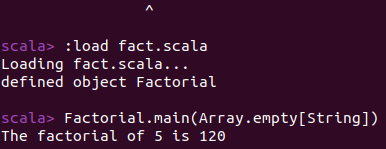 ^
scala> :load fact.scala
Loading fact.scala...
defined object Factorial
scala> Factorial.main(Array.empty[String])
The factorial of 5 is 120